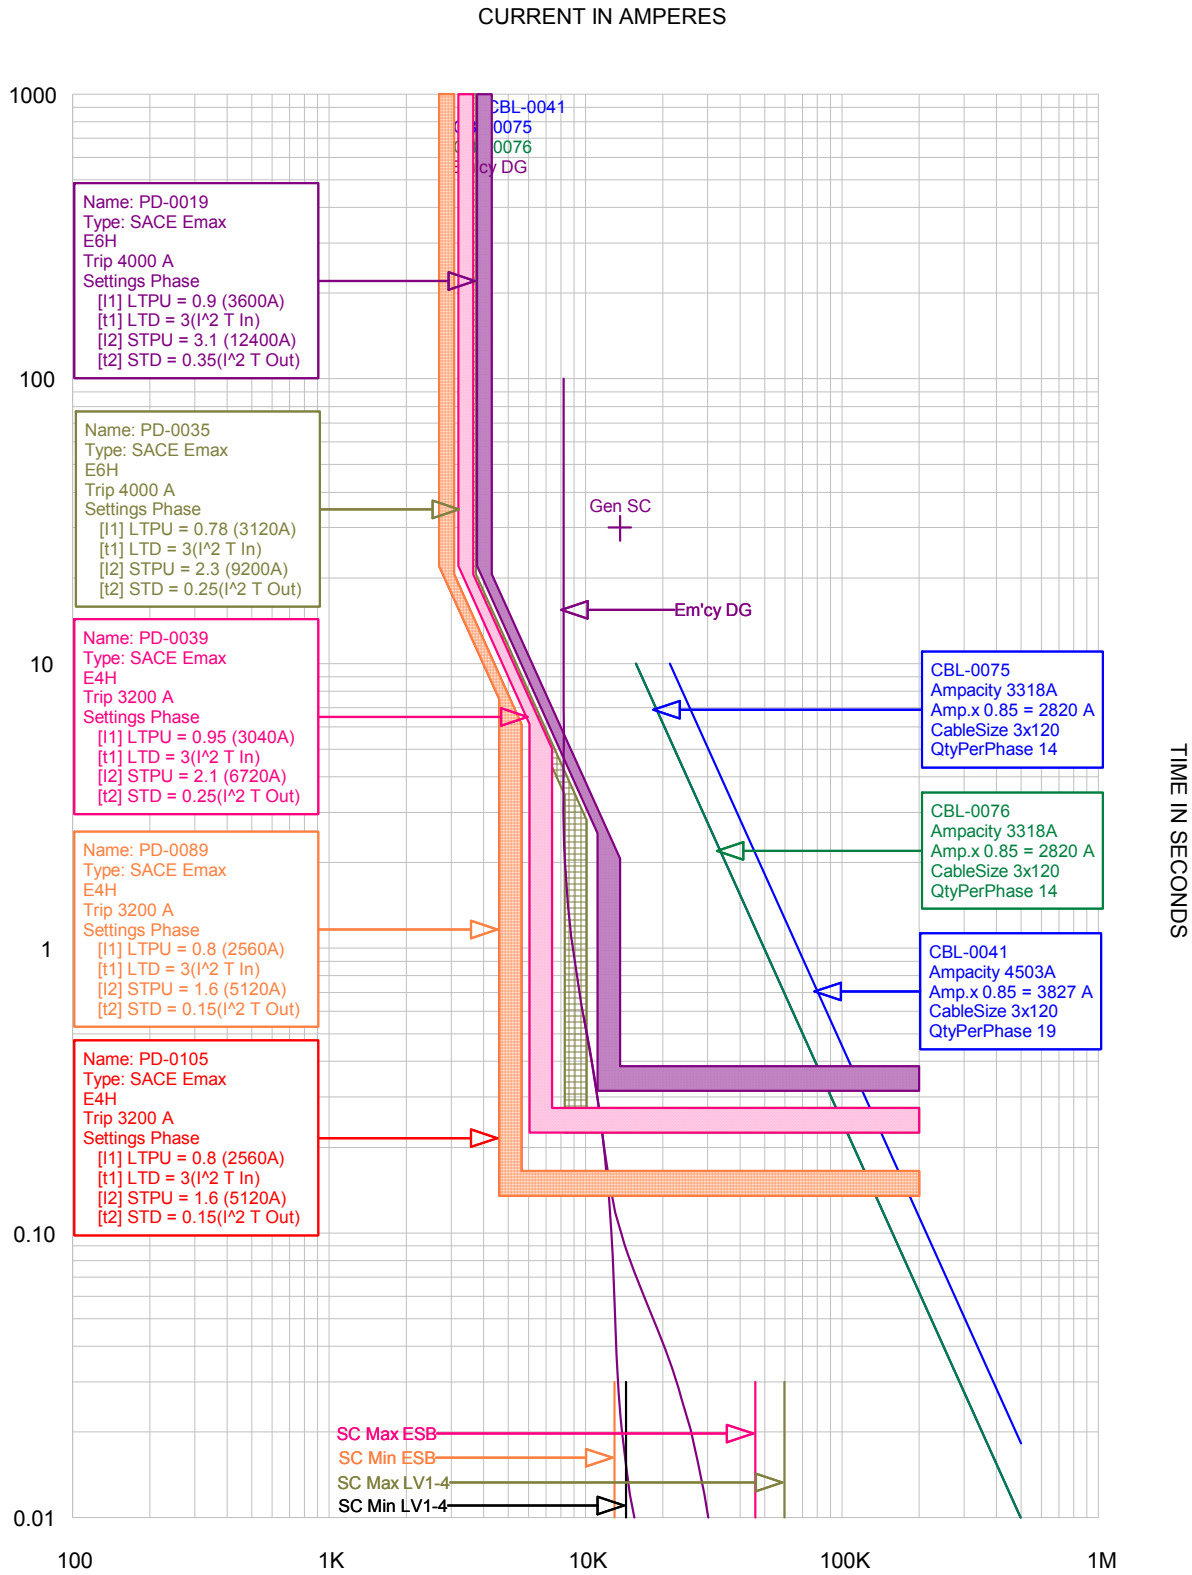 CURRENT IN AMPERES
1000
CBL-0041
0075
0076
cy DG
Name: PD-0019
Type: SACE Emax
E6H
Trip 4000 A
Settings Phase
[I1] LTPU = 0.9 (3600A)
[t1] LTD = 3(I^2 T In)
[I2] STPU = 3.1 (12400A)
[t2] STD = 0.35(I^2 T Out)
100
Name: PD-0035
Type: SACE Emax
E6H
Trip 4000 A
Settings Phase
[I1] LTPU = 0.78 (3120A)
[t1] LTD = 3(I^2 T In)
[I2] STPU = 2.3 (9200A)
[t2] STD = 0.25(I^2 T Out)
Gen SC
Em'cy DG
Name: PD-0039
Type: SACE Emax
E4H
Trip 3200 A
Settings Phase
[I1] LTPU = 0.95 (3040A)
[t1] LTD = 3(I^2 T In)
[I2] STPU = 2.1 (6720A)
[t2] STD = 0.25(I^2 T Out)
10
CBL-0075
Ampacity 3318A
Amp.x 0.85 = 2820 A
CableSize 3x120
QtyPerPhase 14
TIME IN SECONDS
CBL-0076
Ampacity 3318A
Amp.x 0.85 = 2820 A
CableSize 3x120
QtyPerPhase 14
Name: PD-0089
Type: SACE Emax
E4H
Trip 3200 A
Settings Phase
[I1] LTPU = 0.8 (2560A)
[t1] LTD = 3(I^2 T In)
[I2] STPU = 1.6 (5120A)
[t2] STD = 0.15(I^2 T Out)
1
CBL-0041
Ampacity 4503A
Amp.x 0.85 = 3827 A
CableSize 3x120
QtyPerPhase 19
Name: PD-0105
Type: SACE Emax
E4H
Trip 3200 A
Settings Phase
[I1] LTPU = 0.8 (2560A)
[t1] LTD = 3(I^2 T In)
[I2] STPU = 1.6 (5120A)
[t2] STD = 0.15(I^2 T Out)
0.10
SC Max ESB
SC Min ESB
SC Max LV1-4
SC Min LV1-4
0.01
100
1K
10K
100K
1M